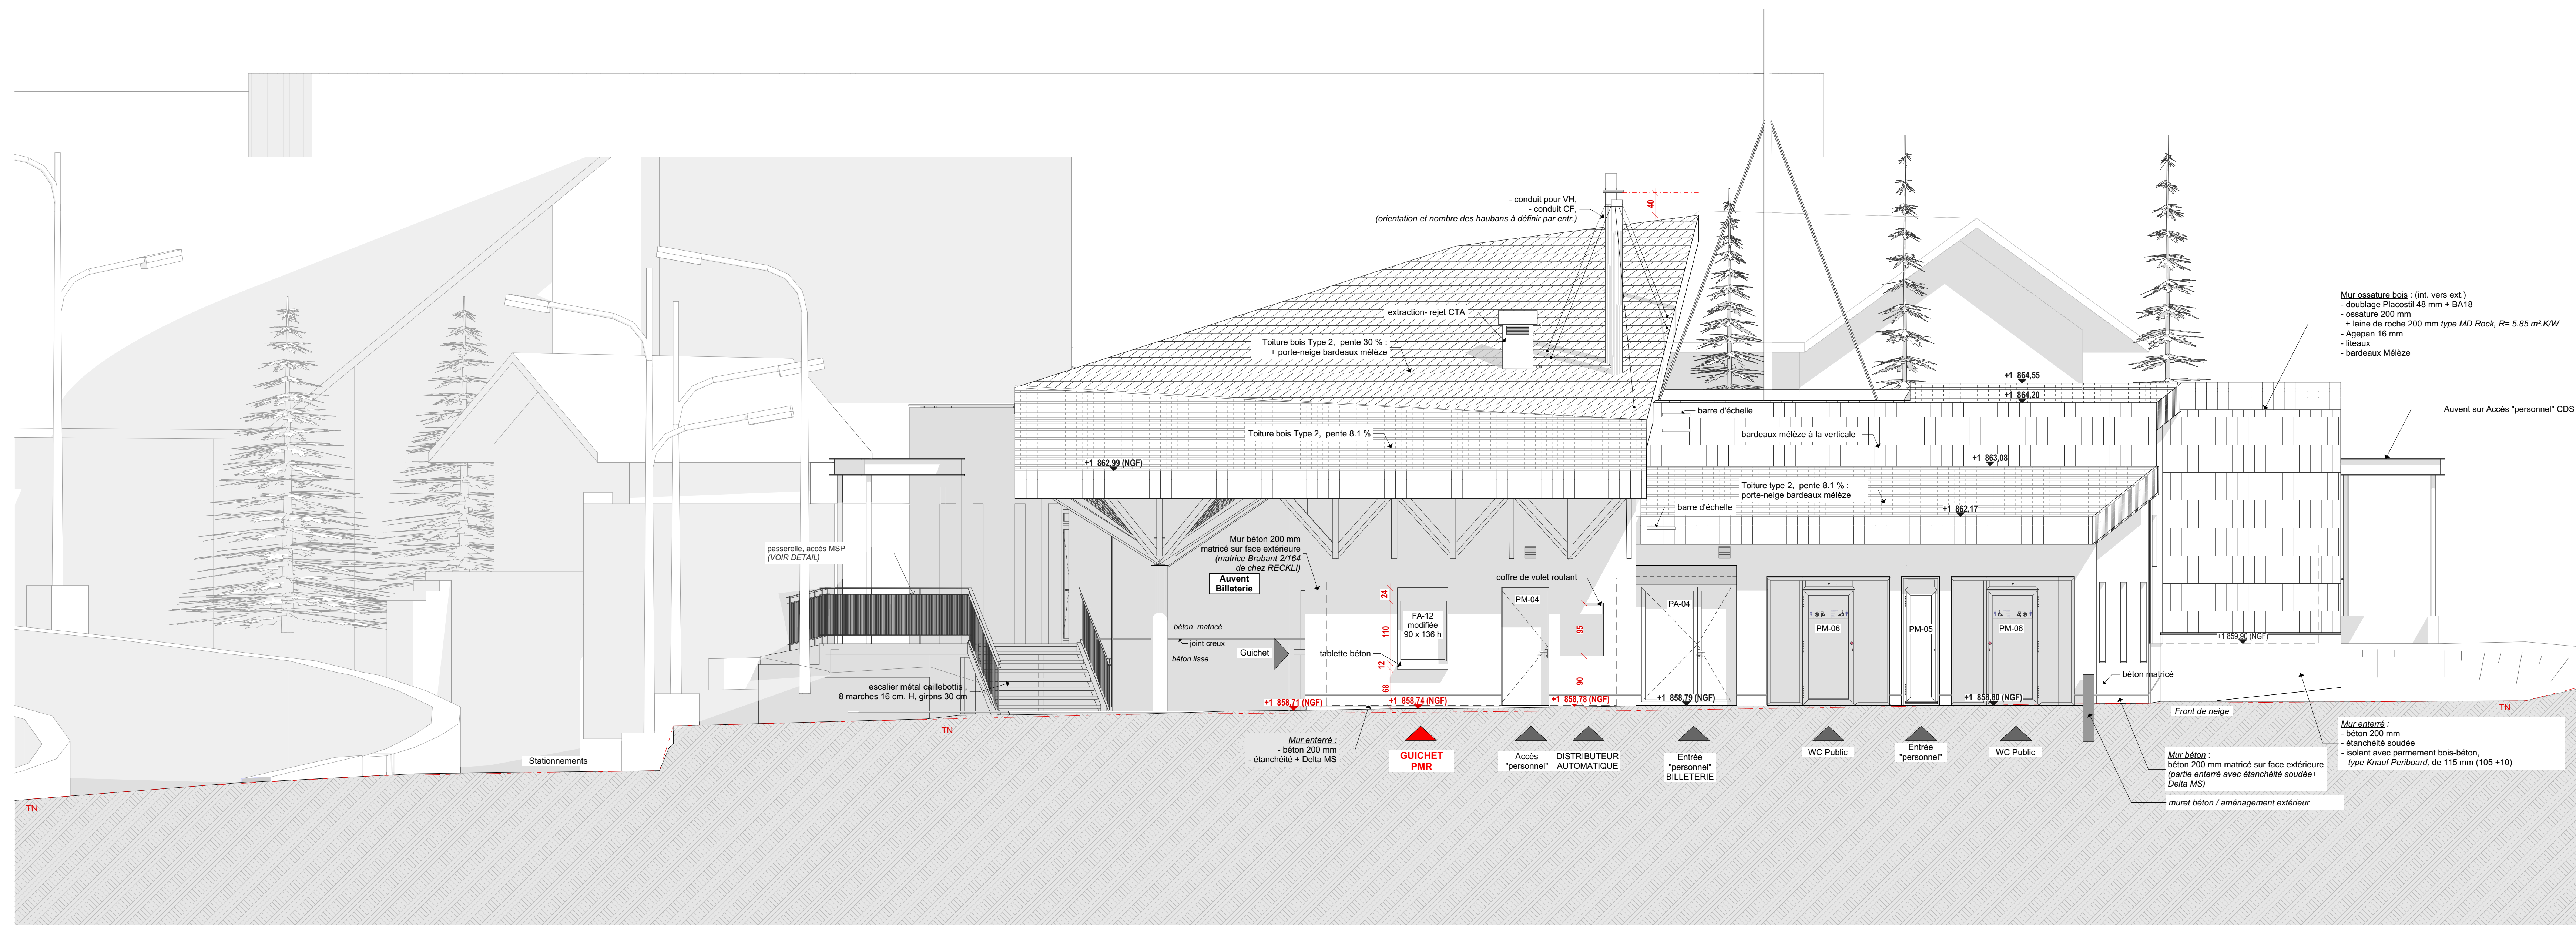 - conduit pour VH,
- conduit CF,
(orientation et nombre des haubans à définir par entr.)
40
extraction- rejet CTA
Toiture bois Type 2, pente 30 % :
+ porte-neige bardeaux mélèze
Mur ossature bois : (int. vers ext.)
- doublage Placostil 48 mm + BA18
- ossature 200 mm
+ laine de roche 200 mm type MD Rock, R= 5.85 m².K/W
- Agepan 16 mm
- liteaux
- bardeaux Mélèze
+1 864,55
+1 864,20
barre d'échelle
Auvent sur Accès "personnel" CDS
Toiture bois Type 2, pente 8.1 %
bardeaux mélèze à la verticale
+1 862,99 (NGF)
+1 863,08
Toiture type 2, pente 8.1 % :
porte-neige bardeaux mélèze
barre d'échelle
+1 862,17
passerelle, accès MSP
(VOIR DETAIL)
Mur béton 200 mm
matricé sur face extérieure
(matrice Brabant 2/164
de chez RECKLI)
Auvent
Billeterie
coffre de volet roulant
24
110
12
68
FA-12
modifiée
90 x 136 h
PM-04
95
90
PA-04
PM-06
PM-05
PM-06
béton matricé
joint creux
béton lisse
Guichet
tablette béton
+1 859,90 (NGF)
béton matricé
escalier métal caillebottis ,
8 marches 16 cm. H, girons 30 cm
+1 858,71 (NGF)
+1 858,74 (NGF)
+1 858,78 (NGF)
+1 858,79 (NGF)
+1 858,80 (NGF)
Front de neige
TN
TN
TN
Stationnements
Mur enterré :
- béton 200 mm
- étanchéité + Delta MS
GUICHET
PMR
Accès
"personnel"
DISTRIBUTEUR
AUTOMATIQUE
Entrée
"personnel"
BILLETERIE
WC Public
Entrée
"personnel"
WC Public
Mur enterré :
- béton 200 mm
- étanchéité soudée
- isolant avec parmement bois-béton,
type Knauf Periboard, de 115 mm (105 +10)
Mur béton :
béton 200 mm matricé sur face extérieure
(partie enterré avec étanchéité soudée+
Delta MS)
muret béton / aménagement extérieur